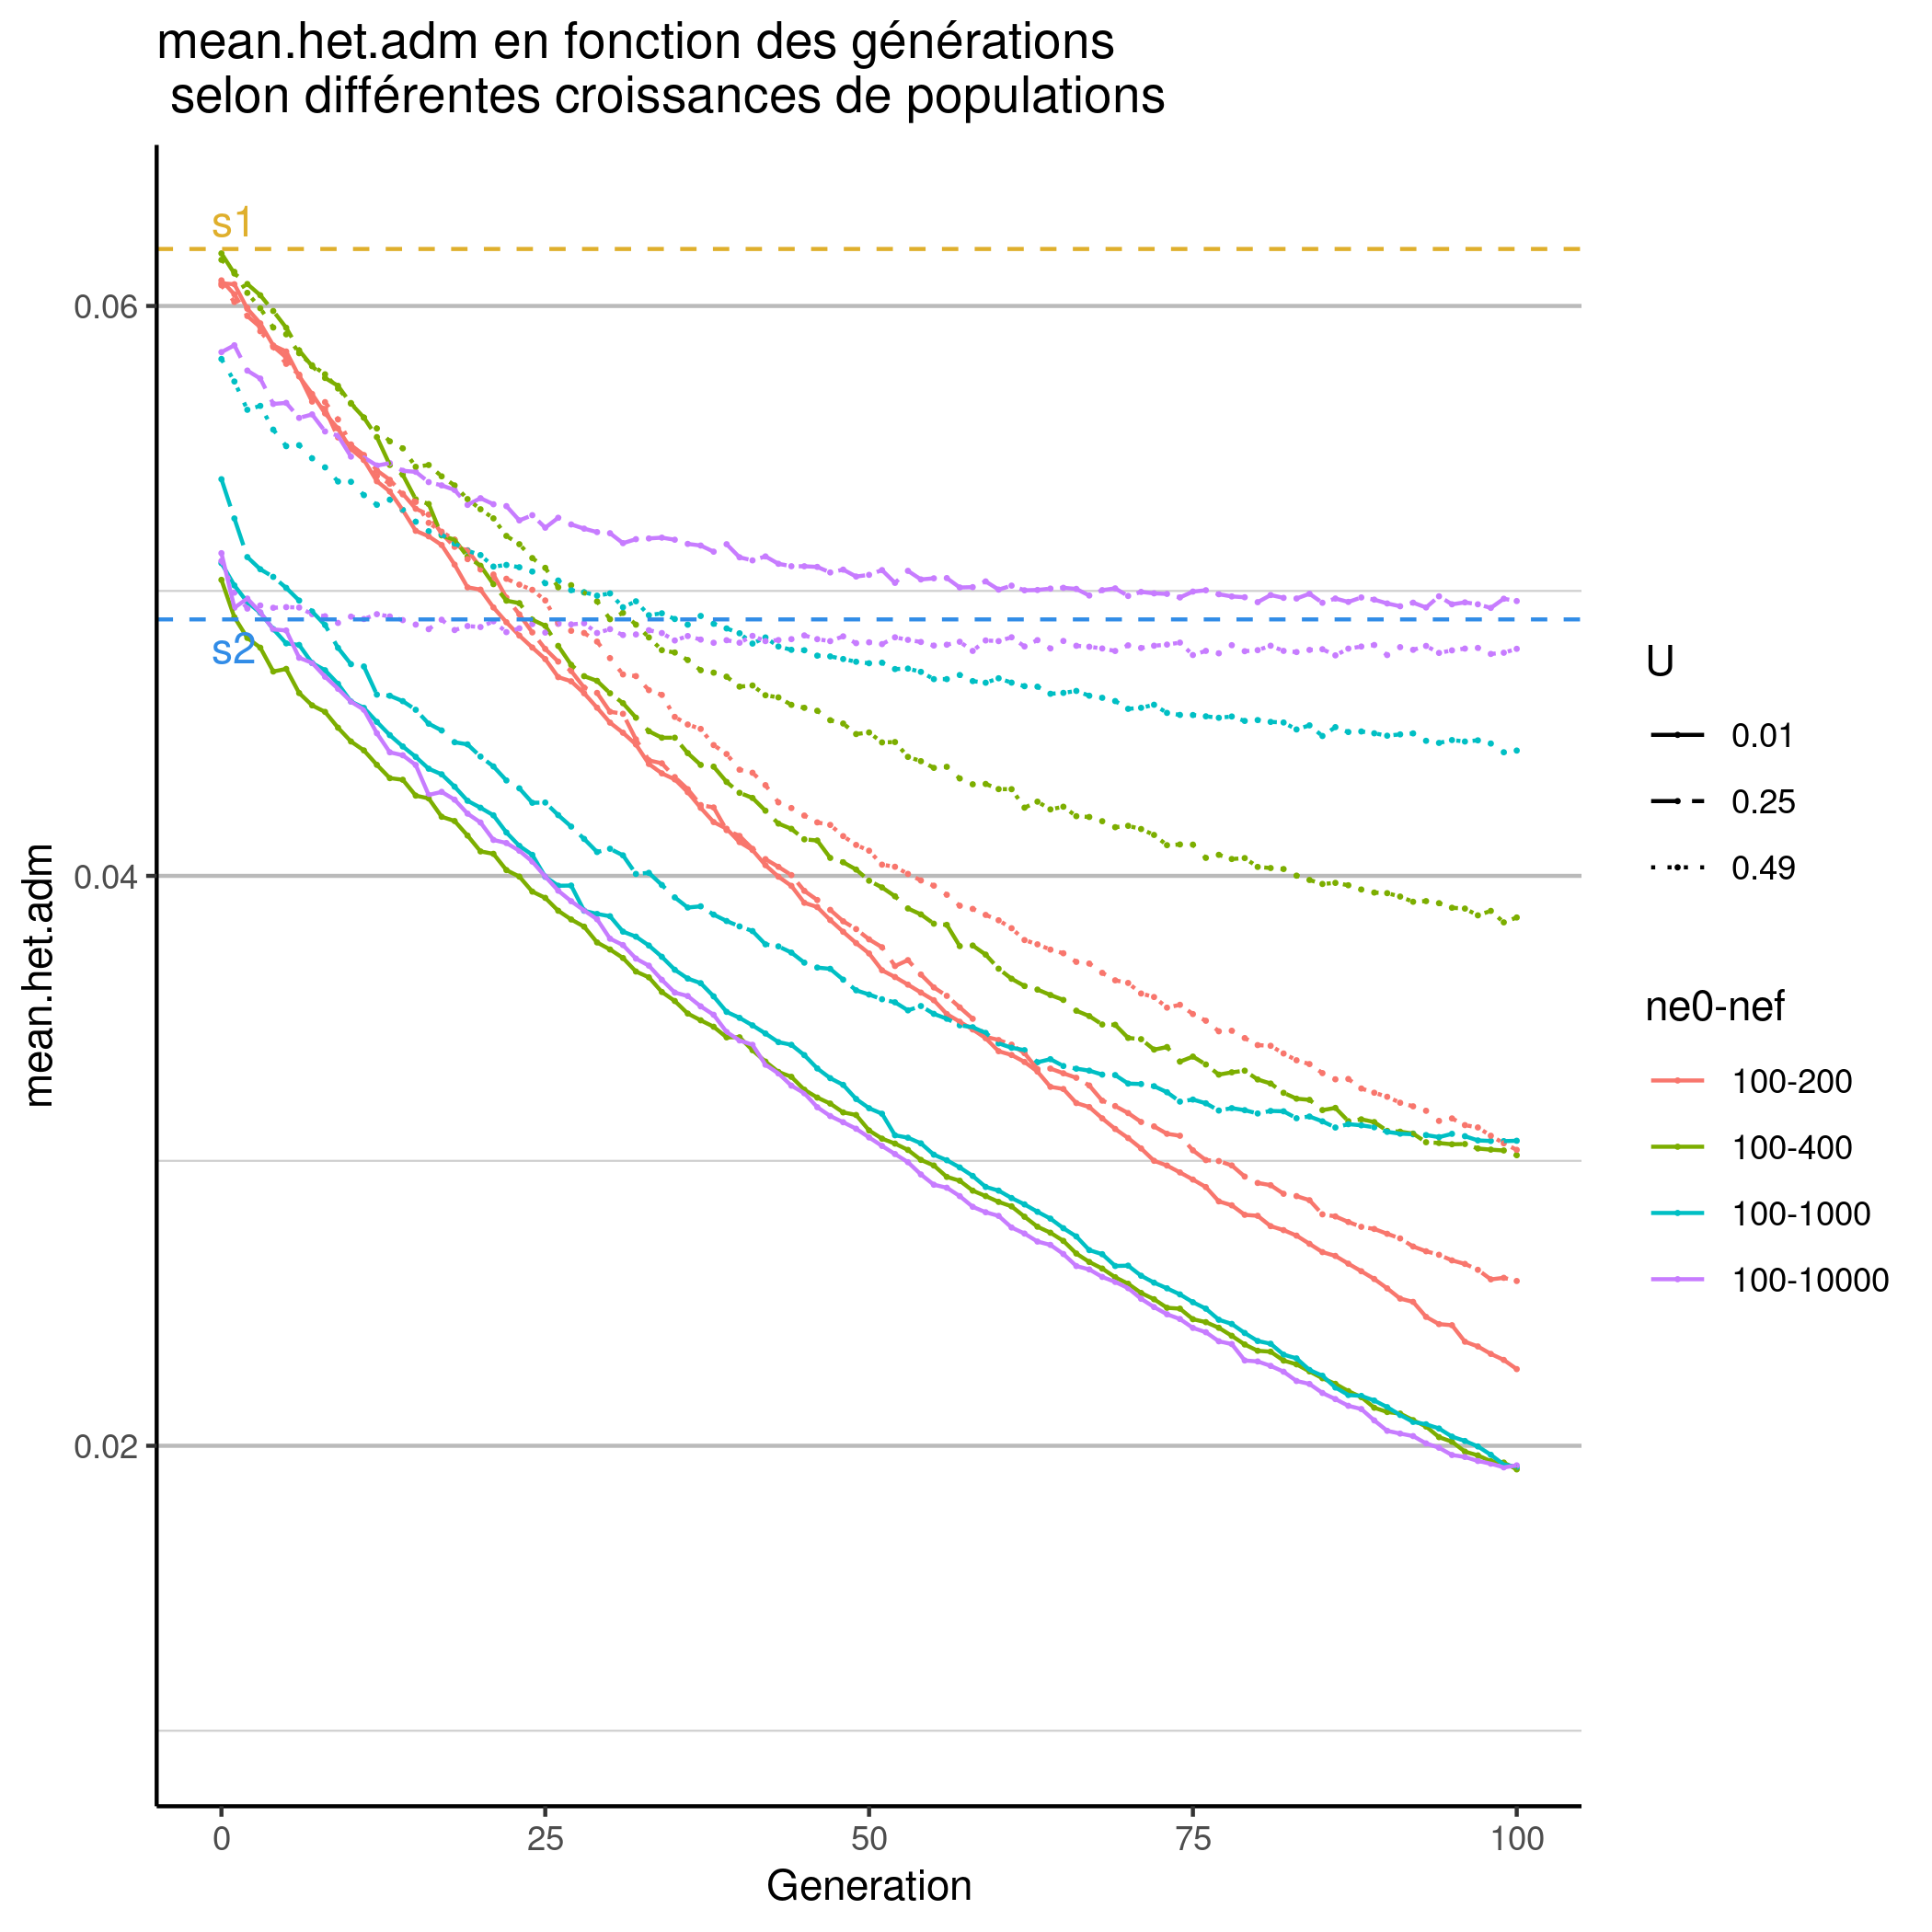 mean.het.adm en fonction des générations
selon différentes croissances de populations
s1
s2
0.06
0.04
0.02
mean.het.adm
0
25
50
75
100
Generation
U
0.01
0.25
0.49
ne0-nef
100-200
100-400
100-1000
100-10000